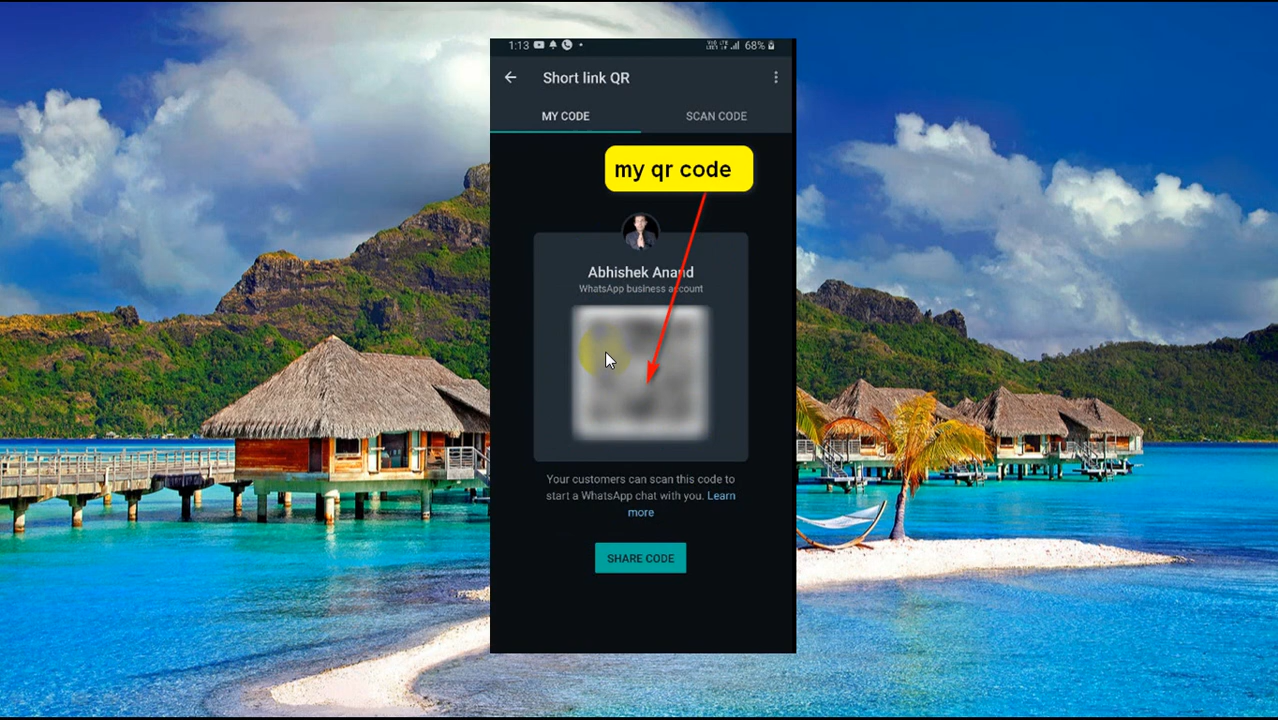 1:13 68%
Short link QR
MY CODE SCAN CODE
my qr code
Abhishek Anand
WhatsApp business account
Your customers can scan this code to
start a WhatsApp chat with you. Learn
more
SHARE CODE